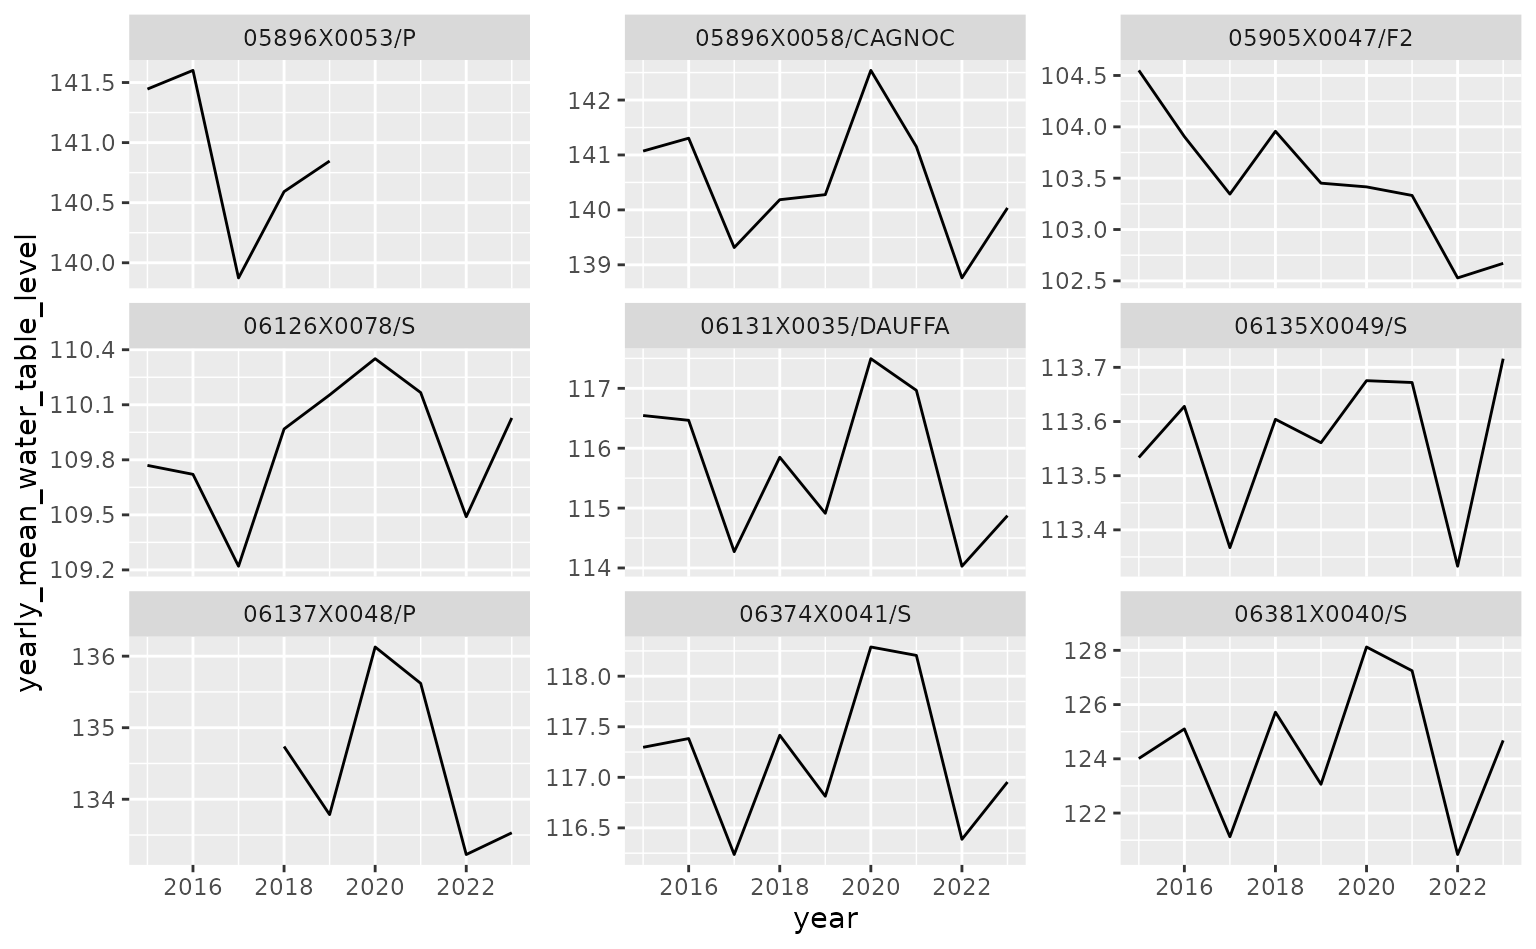 05896X0053/P
05896X0058/CAGNOC
05905X0047/F2
141.5
141.0
140.5
140.0
142
141
140
139
104.5
104.0
103.5
103.0
102.5
06126X0078/S
06131X0035/DAUFFA
06135X0049/S
110.4
110.1
109.8
109.5
109.2
117
116
115
114
113.7
113.6
113.5
113.4
06137X0048/P
06374X0041/S
06381X0040/S
136
135
134
118.0
117.5
117.0
116.5
128
126
124
122
2016 2018 2020 2022
2016 2018 2020 2022
2016 2018 2020 2022
year
yearly_mean_water_table_level